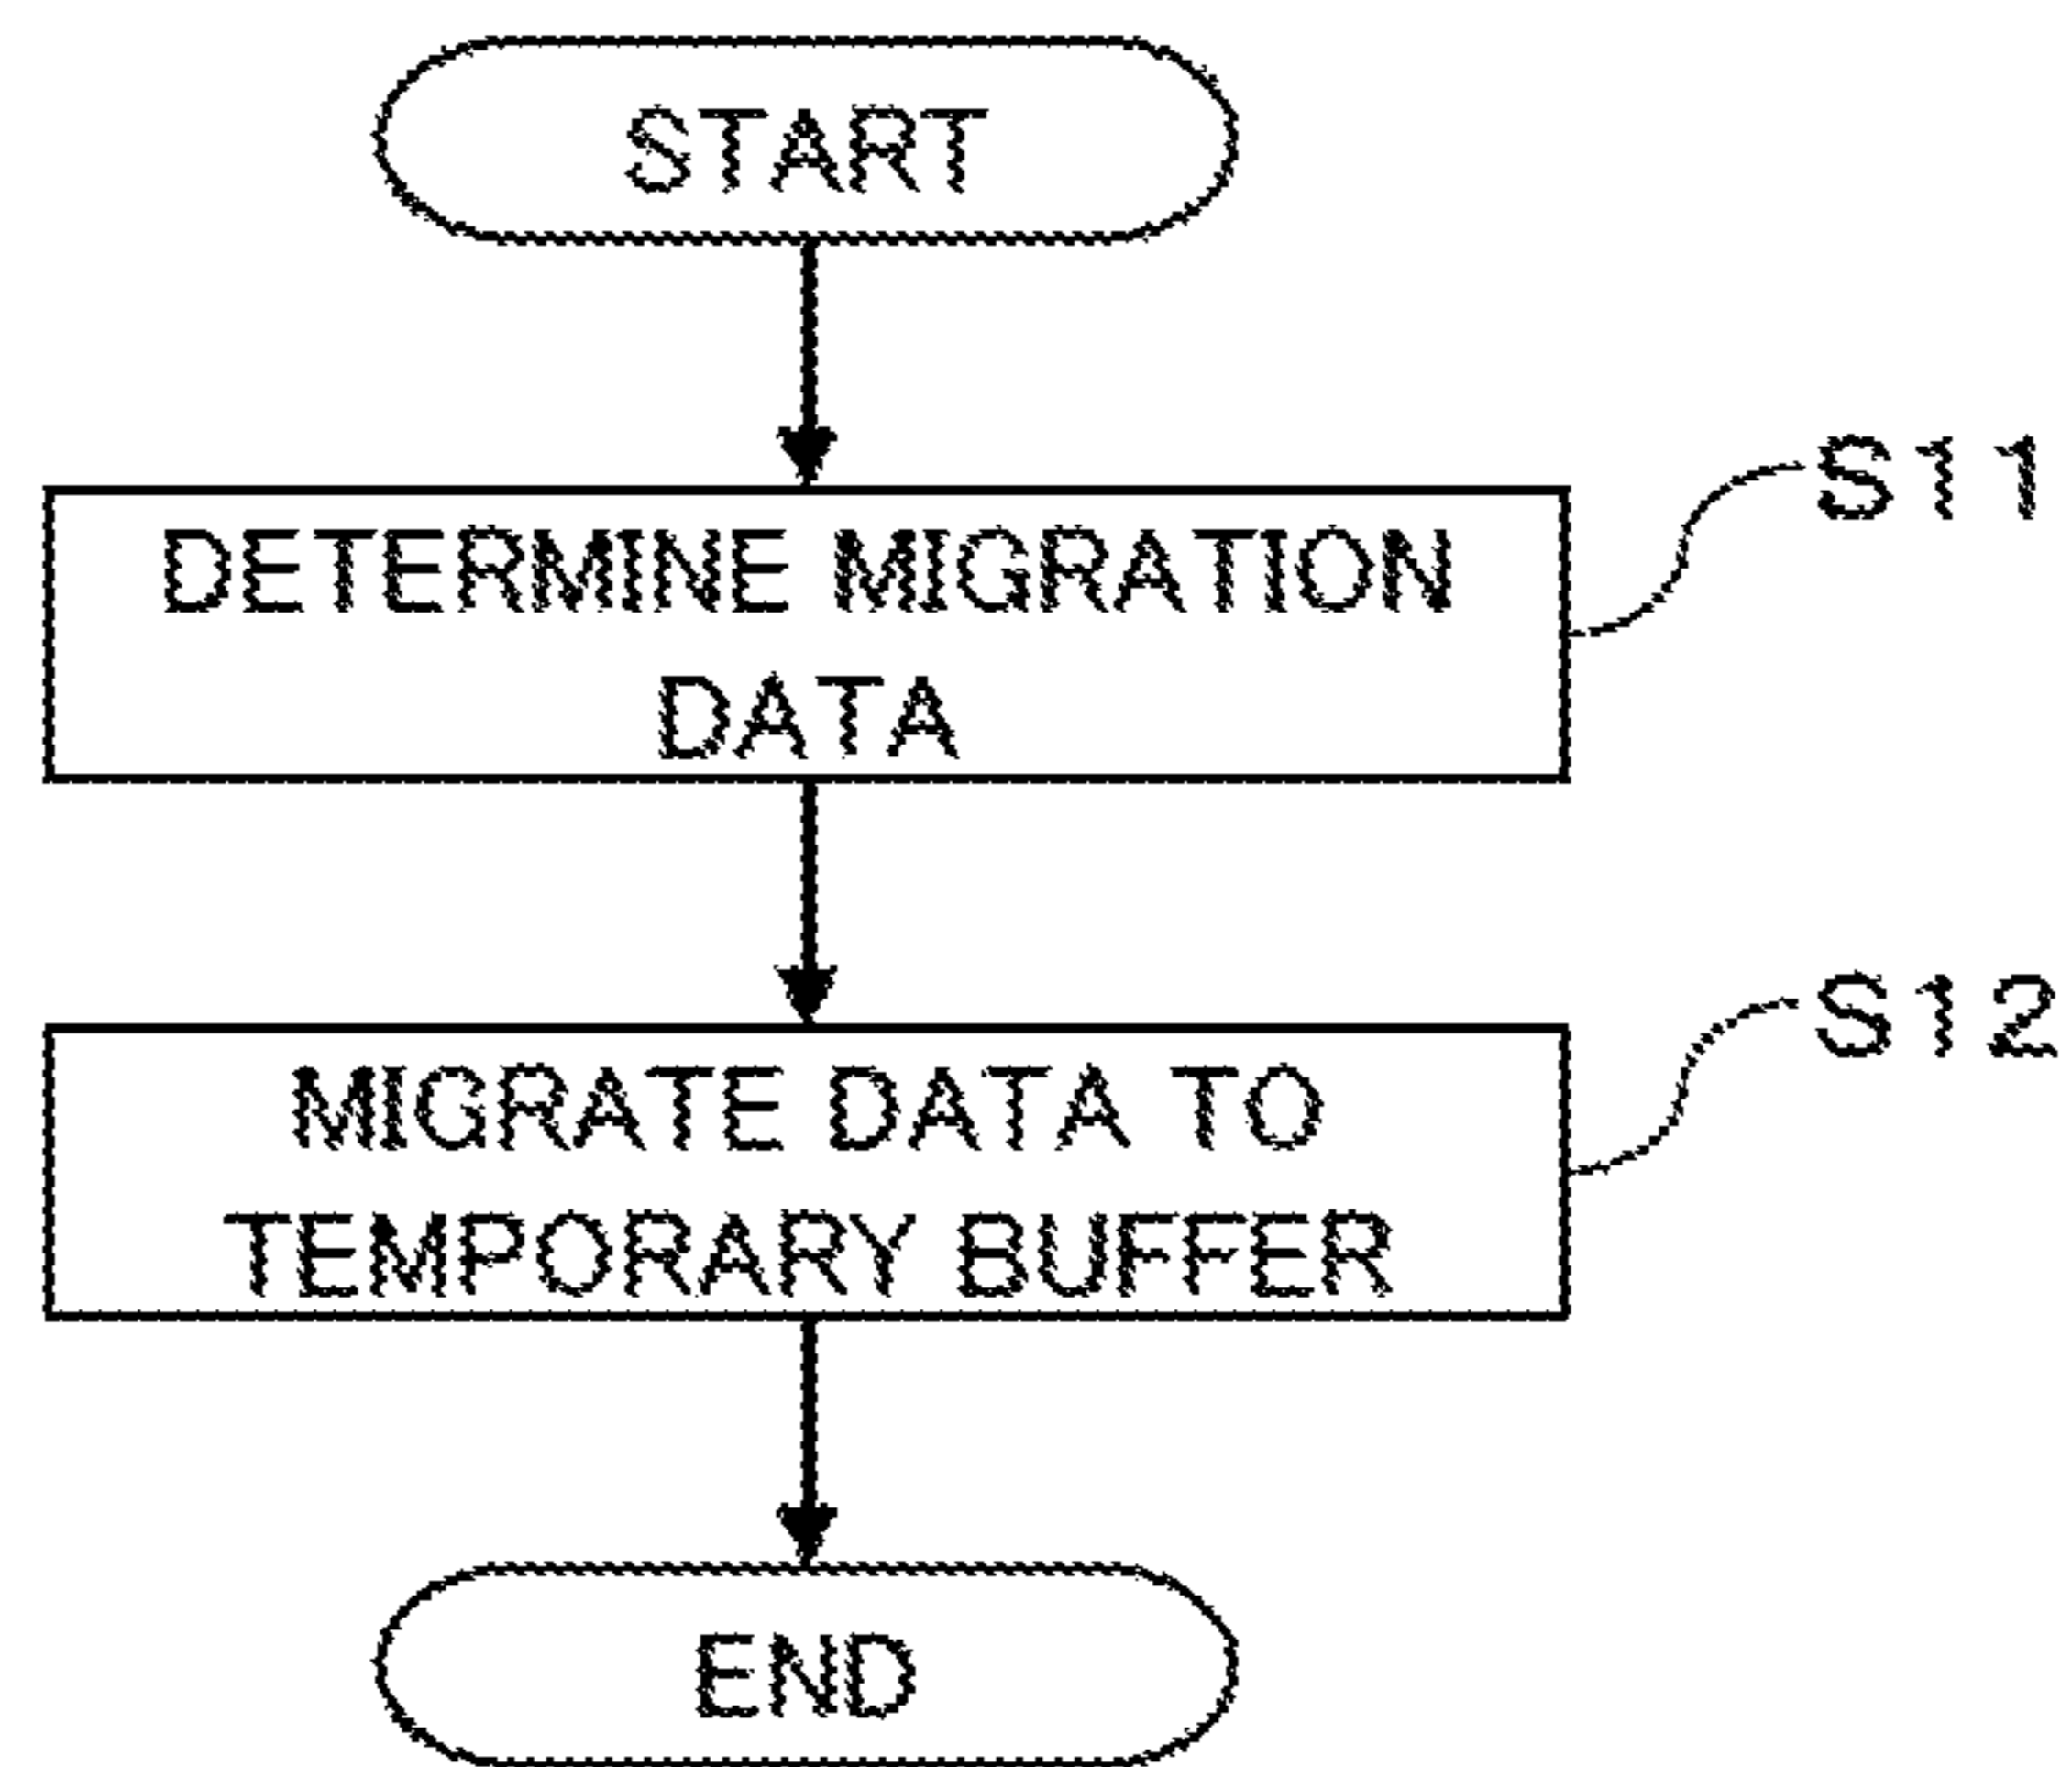 START
S11
DETERMINE MIGRATION
DATA
S12
MIGRATE DATA TO
TEMPORARY BUFFER
END